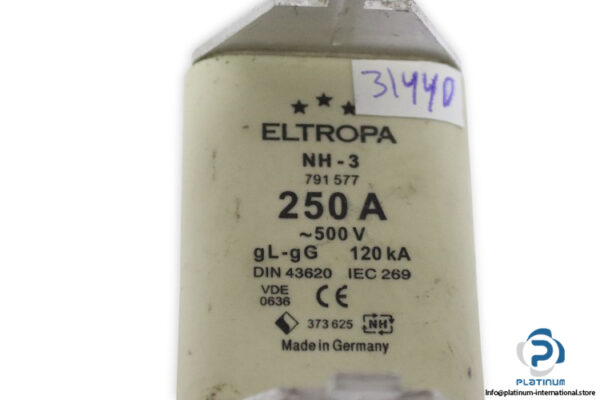 31440
ELTROPA
NH-3
791 577
250 A
~500 V
gL-gG 120 kA
DIN 43620 IEC 269
VDE
0636 CE
373 625 NH
Made in Germany
PLATINUM
Info@platinum-international.store